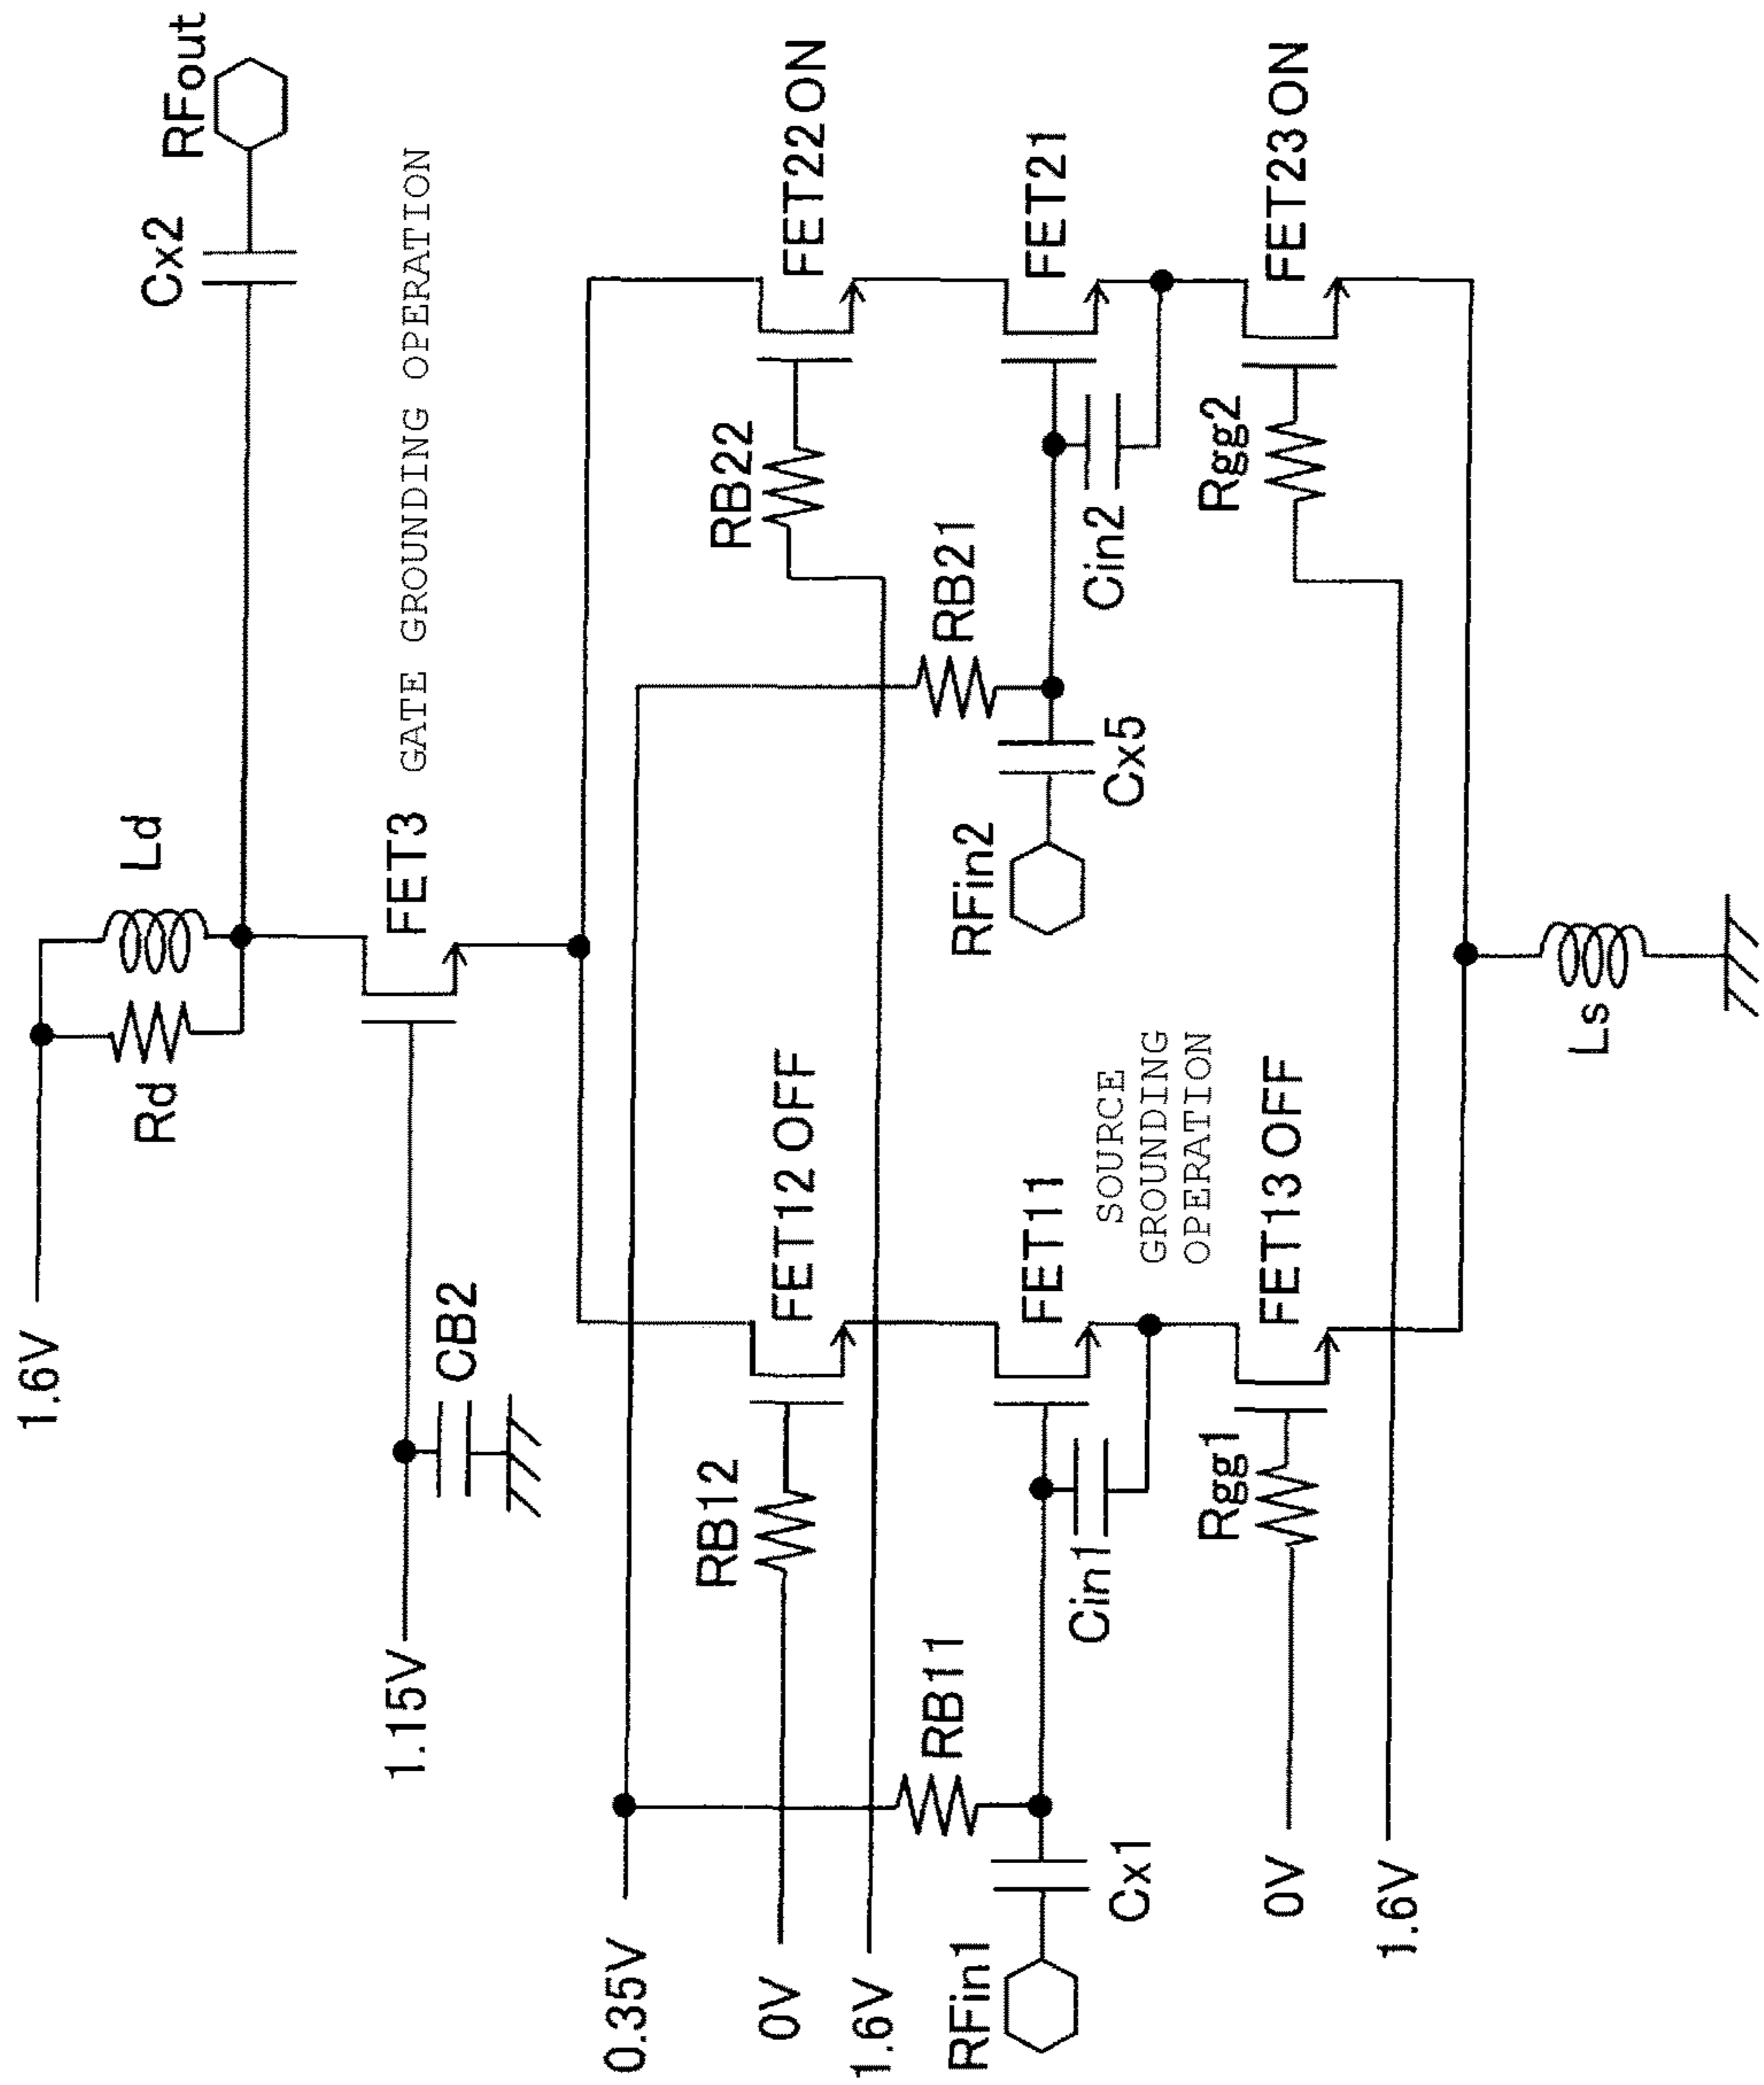 1.6V
Rd
Ld
Cx2
RFout
1.15V
CB2
FET3
GATE GROUNDING OPERATION
0.35V
0V
RB12
FET12 OFF
RB22
FET22 ON
1.6V
RB11
RB21
RFin1
Cx1
Cin1
FET11
SOURCE
GROUNDING
OPERATION
RFin2
Cx5
Cin2
FET21
0V
Rgg1
FET13 OFF
Rgg2
FET23 ON
1.6V
Ls